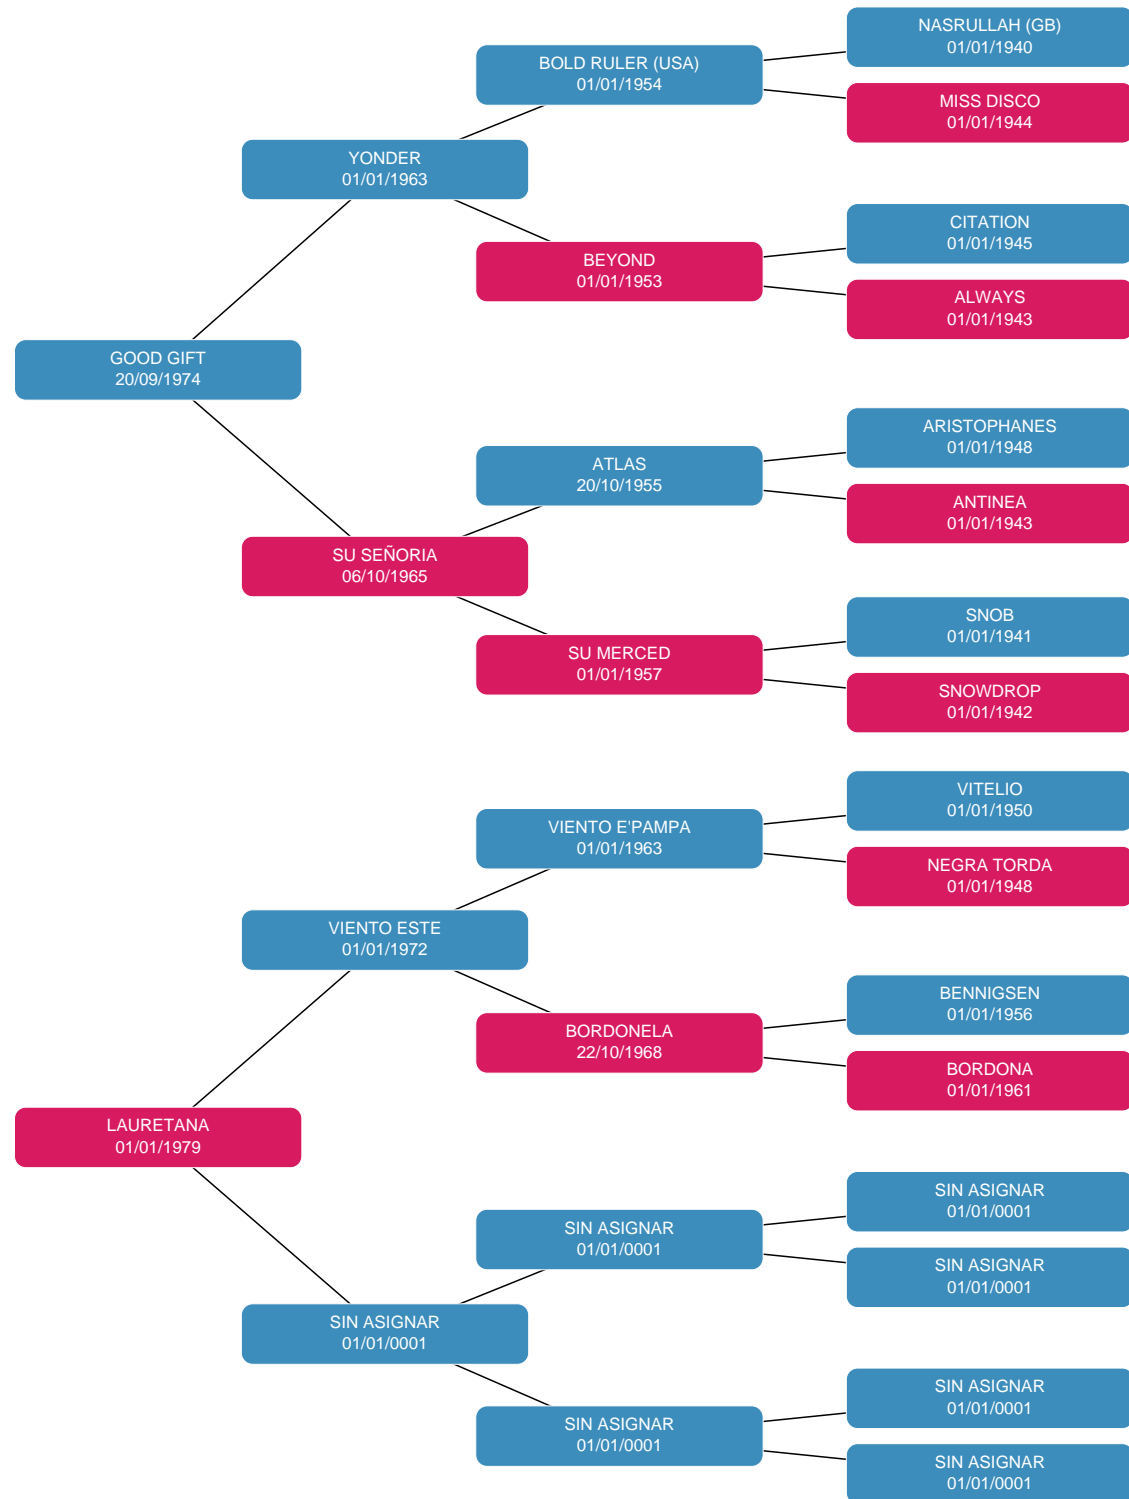 NASRULLAH (GB)
01/01/1940
BOLD RULER (USA)
01/01/1954
MISS DISCO
01/01/1944
YONDER
01/01/1963
CITATION
01/01/1945
BEYOND
01/01/1953
ALWAYS
01/01/1943
GOOD GIFT
20/09/1974
ARISTOPHANES
01/01/1948
ATLAS
20/10/1955
ANTINEA
01/01/1943
SU SEÑORIA
06/10/1965
SNOB
01/01/1941
SU MERCED
01/01/1957
SNOWDROP
01/01/1942
VITELIO
01/01/1950
VIENTO E'PAMPA
01/01/1963
NEGRA TORDA
01/01/1948
VIENTO ESTE
01/01/1972
BENNIGSEN
01/01/1956
BORDONELA
22/10/1968
BORDONA
01/01/1961
LAURETANA
01/01/1979
SIN ASIGNAR
01/01/0001
SIN ASIGNAR
01/01/0001
SIN ASIGNAR
01/01/0001
SIN ASIGNAR
01/01/0001
SIN ASIGNAR
01/01/0001
SIN ASIGNAR
01/01/0001
SIN ASIGNAR
01/01/0001